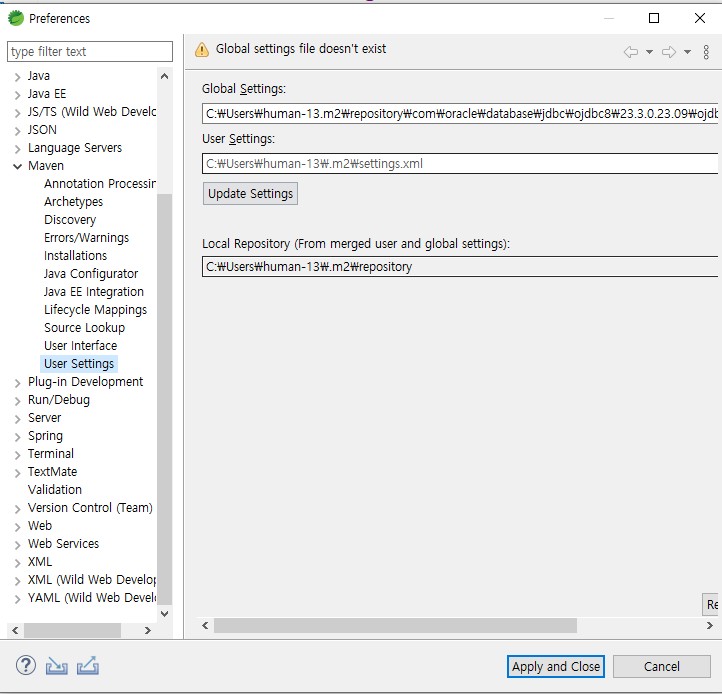 Preferences
type filter text
Global settings file doesn't exist
Java
Java EE
JS/TS (Wild Web Develo
JSON
Language Servers
Maven
Annotation Processin
Archetypes
Discovery
Errors/Warnings
Installations
Java Configurator
Java EE Integration
Lifecycle Mappings
Source Lookup
User Interface
User Settings
Plug-in Development
Run/Debug
Server
Spring
Terminal
TextMate
Validation
Version Control (Team)
Web
Web Services
XML
XML (Wild Web Develop
YAML (Wild Web Develo
Global Settings:
C:₩Users₩human-13.m2₩repository₩com₩oracle₩database₩jdbc₩ojdbc8₩23.3.0.23.09₩ojdb
User Settings:
C:₩Users₩human-13₩.m2₩settings.xml
Update Settings
Local Repository (From merged user and global settings):
C:₩Users₩human-13₩.m2₩repository
Re
Apply and Close
Cancel